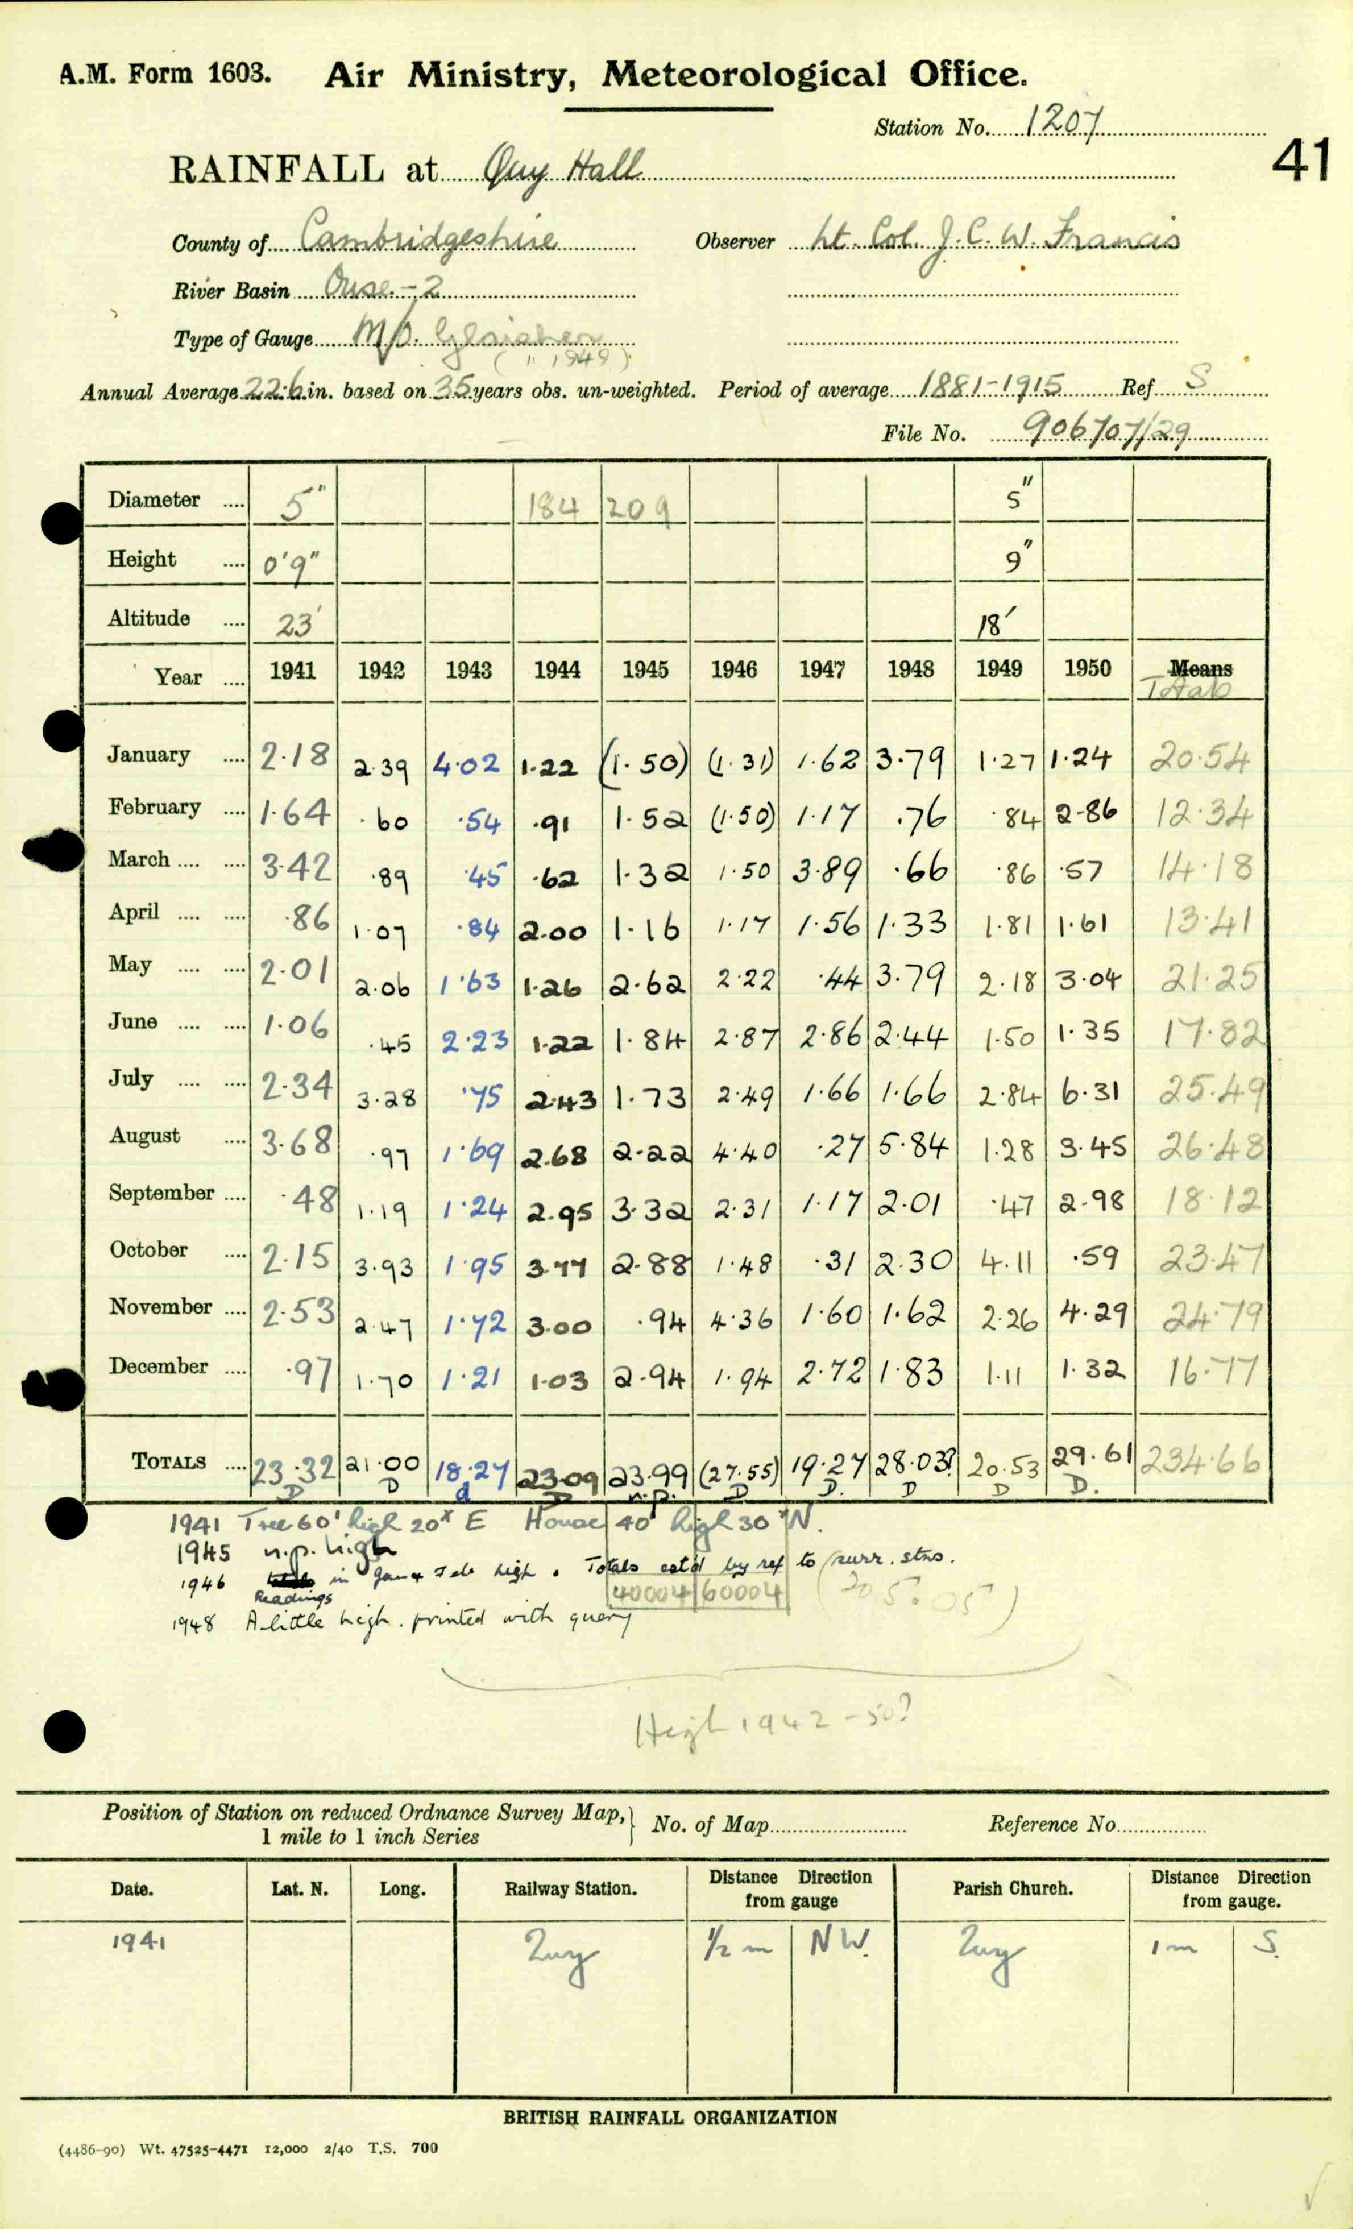 A.M. Form 1603. Air Ministry, Meteorological Office.
Station No. 1207
41
RAINFALL at Quy Hall
County of Cambridgeshire Observer Lt. Col. J.C.W. Francis
River Basin Ouse - 2
Type of Gauge M/O. Glaisher
( " 1949 )
Annual Average 22.6 in. based on 35 years obs. un-weighted. Period of average 1881-1915 Ref S
File No. 906707/29
Diameter .... 5" 184 209 5"
Height .... 0'9" 9"
Altitude .... 23' 18'
Year .... 1941 1942 1943 1944 1945 1946 1947 1948 1949 1950 Means
Totals
January .... 2.18 2.39 4.02 1.22 (1.50) (1.31) 1.62 3.79 1.27 1.24 20.54
February .... 1.64 .60 .54 .91 1.52 (1.50) 1.17 .76 .84 2.86 12.34
March .... .... 3.42 .89 .45 .62 1.32 1.50 3.89 .66 .86 .57 14.18
April .... .... .86 1.07 .84 2.00 1.16 1.17 1.56 1.33 1.81 1.61 13.41
May .... .... 2.01 2.06 1.63 1.26 2.62 2.22 .44 3.79 2.18 3.04 21.25
June .... .... 1.06 .45 2.23 1.22 1.84 2.87 2.86 2.44 1.50 1.35 17.82
July .... .... 2.34 3.28 .75 2.43 1.73 2.49 1.66 1.66 2.84 6.31 25.49
August .... 3.68 .97 1.69 2.68 2.22 4.40 .27 5.84 1.28 3.45 26.48
September .... .48 1.19 1.24 2.95 3.32 2.31 1.17 2.01 .47 2.98 18.12
October .... 2.15 3.93 1.95 3.77 2.88 1.48 .31 2.30 4.11 .59 23.47
November .... 2.53 2.47 1.72 3.00 .94 4.36 1.60 1.62 2.26 4.29 24.79
December .... .97 1.70 1.21 1.03 2.94 1.94 2.72 1.83 1.11 1.32 16.77
TOTALS .... 23.32 21.00 18.27 23.09 23.99 (27.55) 19.27 28.03? 20.53 29.61 234.66
D D d D n.p. D D. D D D.
1941 Tree 60' high 20x E House 40' high 30x N.
1945 n.p. high
1946 Readings in Jan & Feb high. Totals est'd by ref to surr. stns.
40004 60004
1948 A little high. printed with query
High 1942-50?
Position of Station on reduced Ordnance Survey Map,} No. of Map Reference No.
1 mile to 1 inch Series
Date. Lat. N. Long. Railway Station. Distance Direction from gauge Parish Church. Distance Direction from gauge.
1941 Quy 1/2 m NW. Quy 1 m S.
BRITISH RAINFALL ORGANIZATION
(4486-90) Wt. 47525-4471 12,000 2/40 T.S. 700